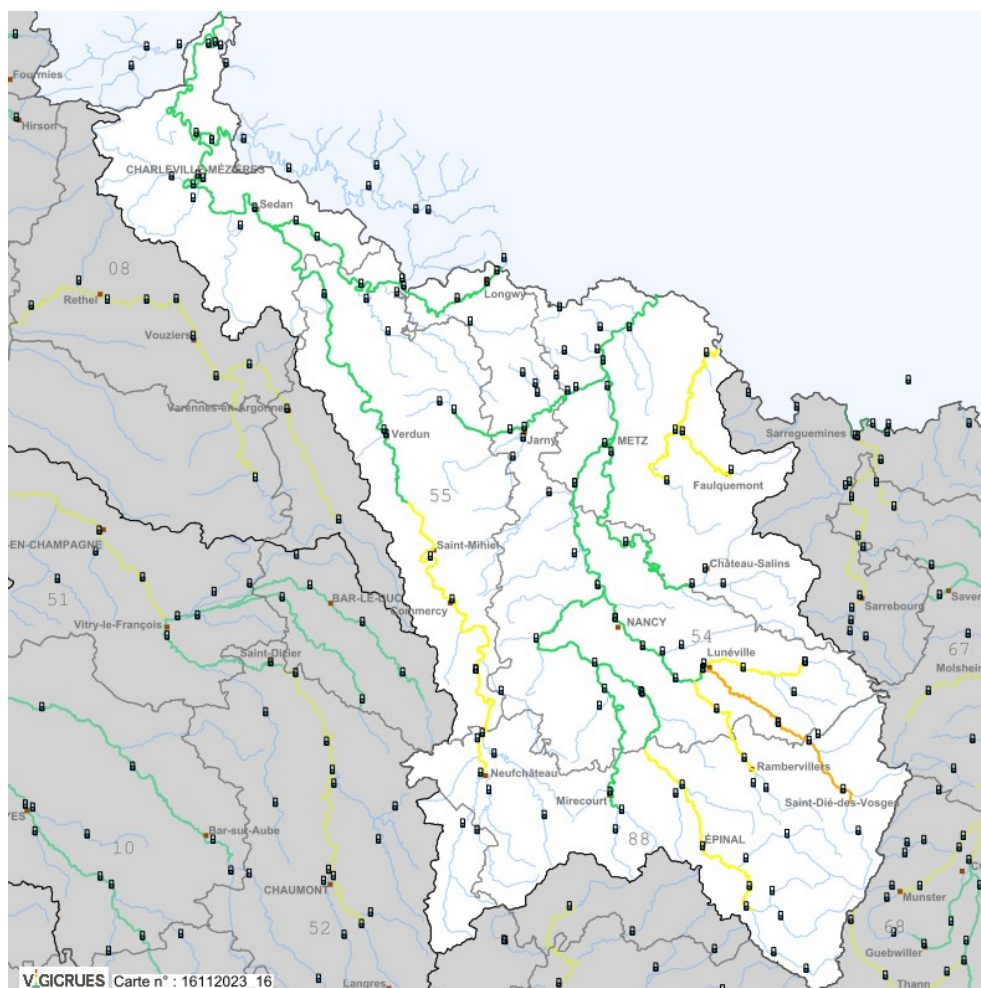 Fourmies
Hirson
CHARLEVILLE-MÉZIÈRES
Sedan
08
Rethel
Longwy
Vouziers
Varennes-en-Argonne
Verdun
Jarny
METZ
Sarreguemines
Faulquemont
55
-EN-CHAMPAGNE
Saint-Mihiel
Château-Salins
51
BAR-LE-DUC
Commercy
Sarrebourg
Saver
Vitry-le-François
NANCY
54
Lunéville
67
Saint-Dizier
Molshei
Neufchâteau
Rambervillers
Mirecourt
Saint-Dié-des-Vosges
YES
Bar-sur-Aube
88
ÉPINAL
10
CHAUMONT
Munster
52
68
Guebwiller
Langres
Thann
VIGICRUES Carte n° : 16112023_16